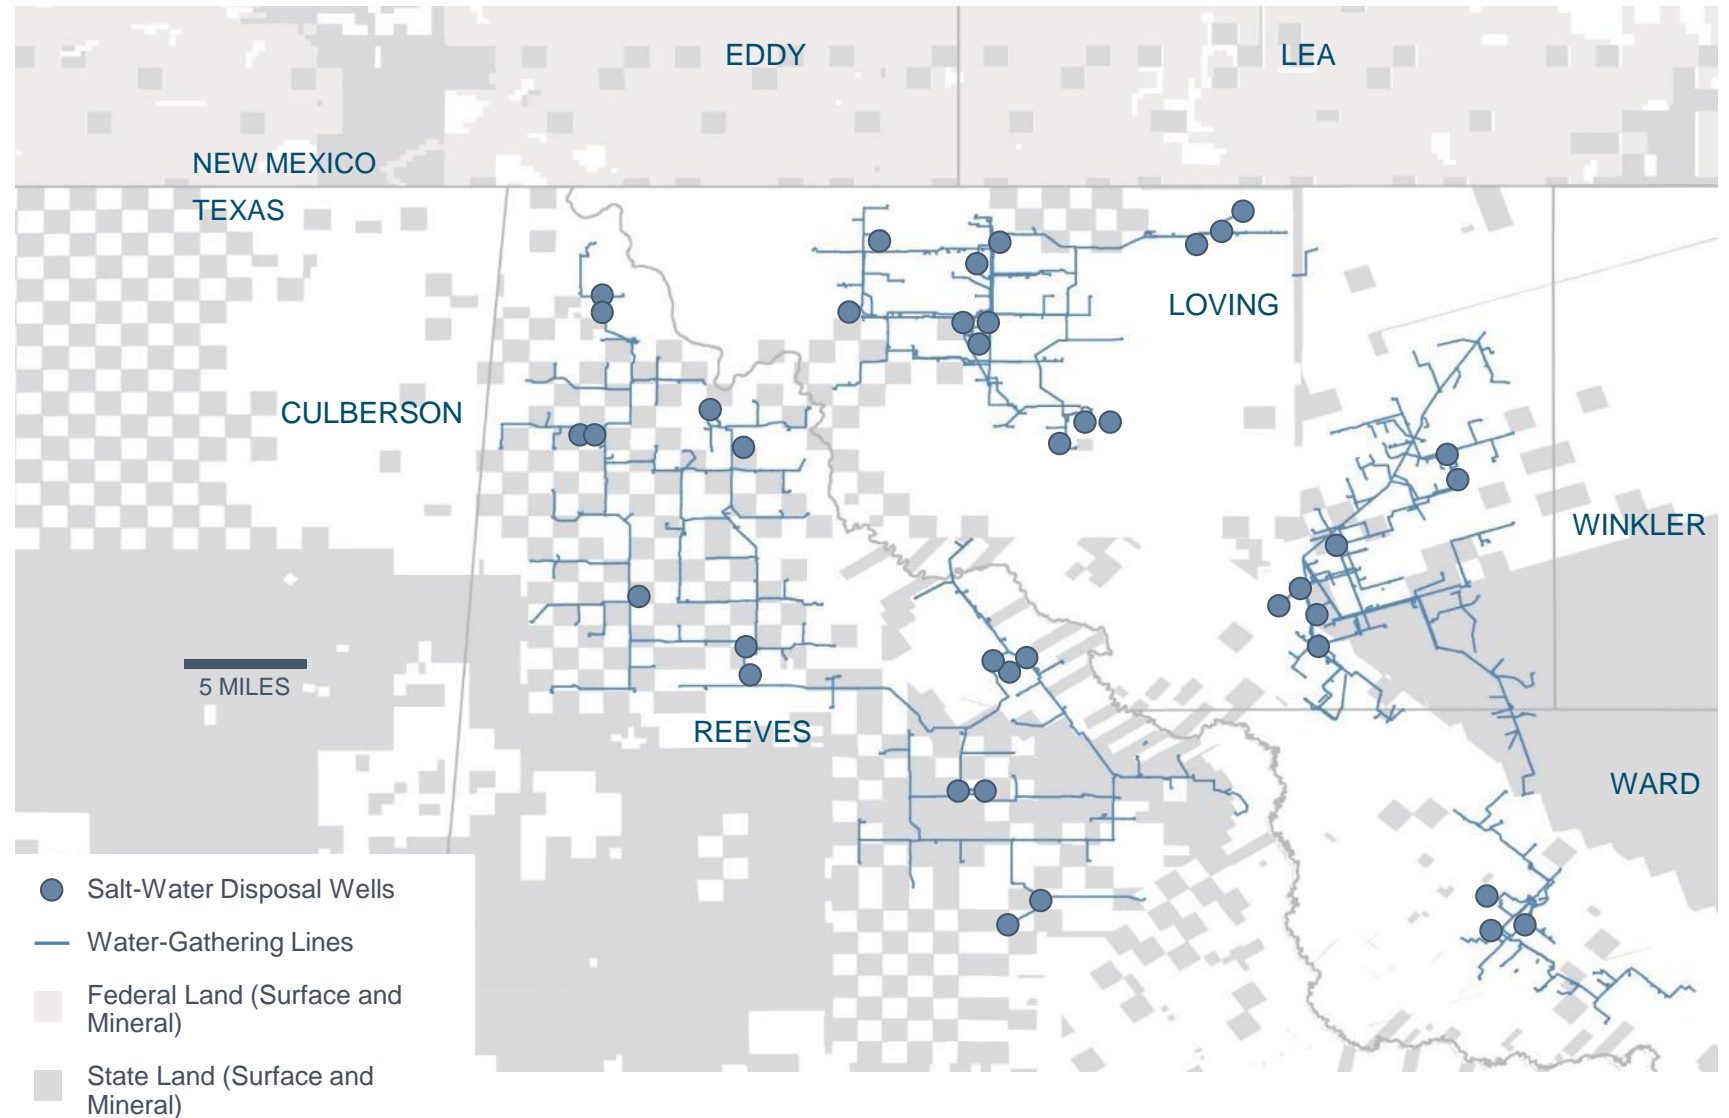 EDDY
LEA
NEW MEXICO
TEXAS
LOVING
CULBERSON
WINKLER
5 MILES
REEVES
WARD
Salt-Water Disposal Wells
Water-Gathering Lines
Federal Land (Surface and
Mineral)
State Land (Surface and
Mineral)